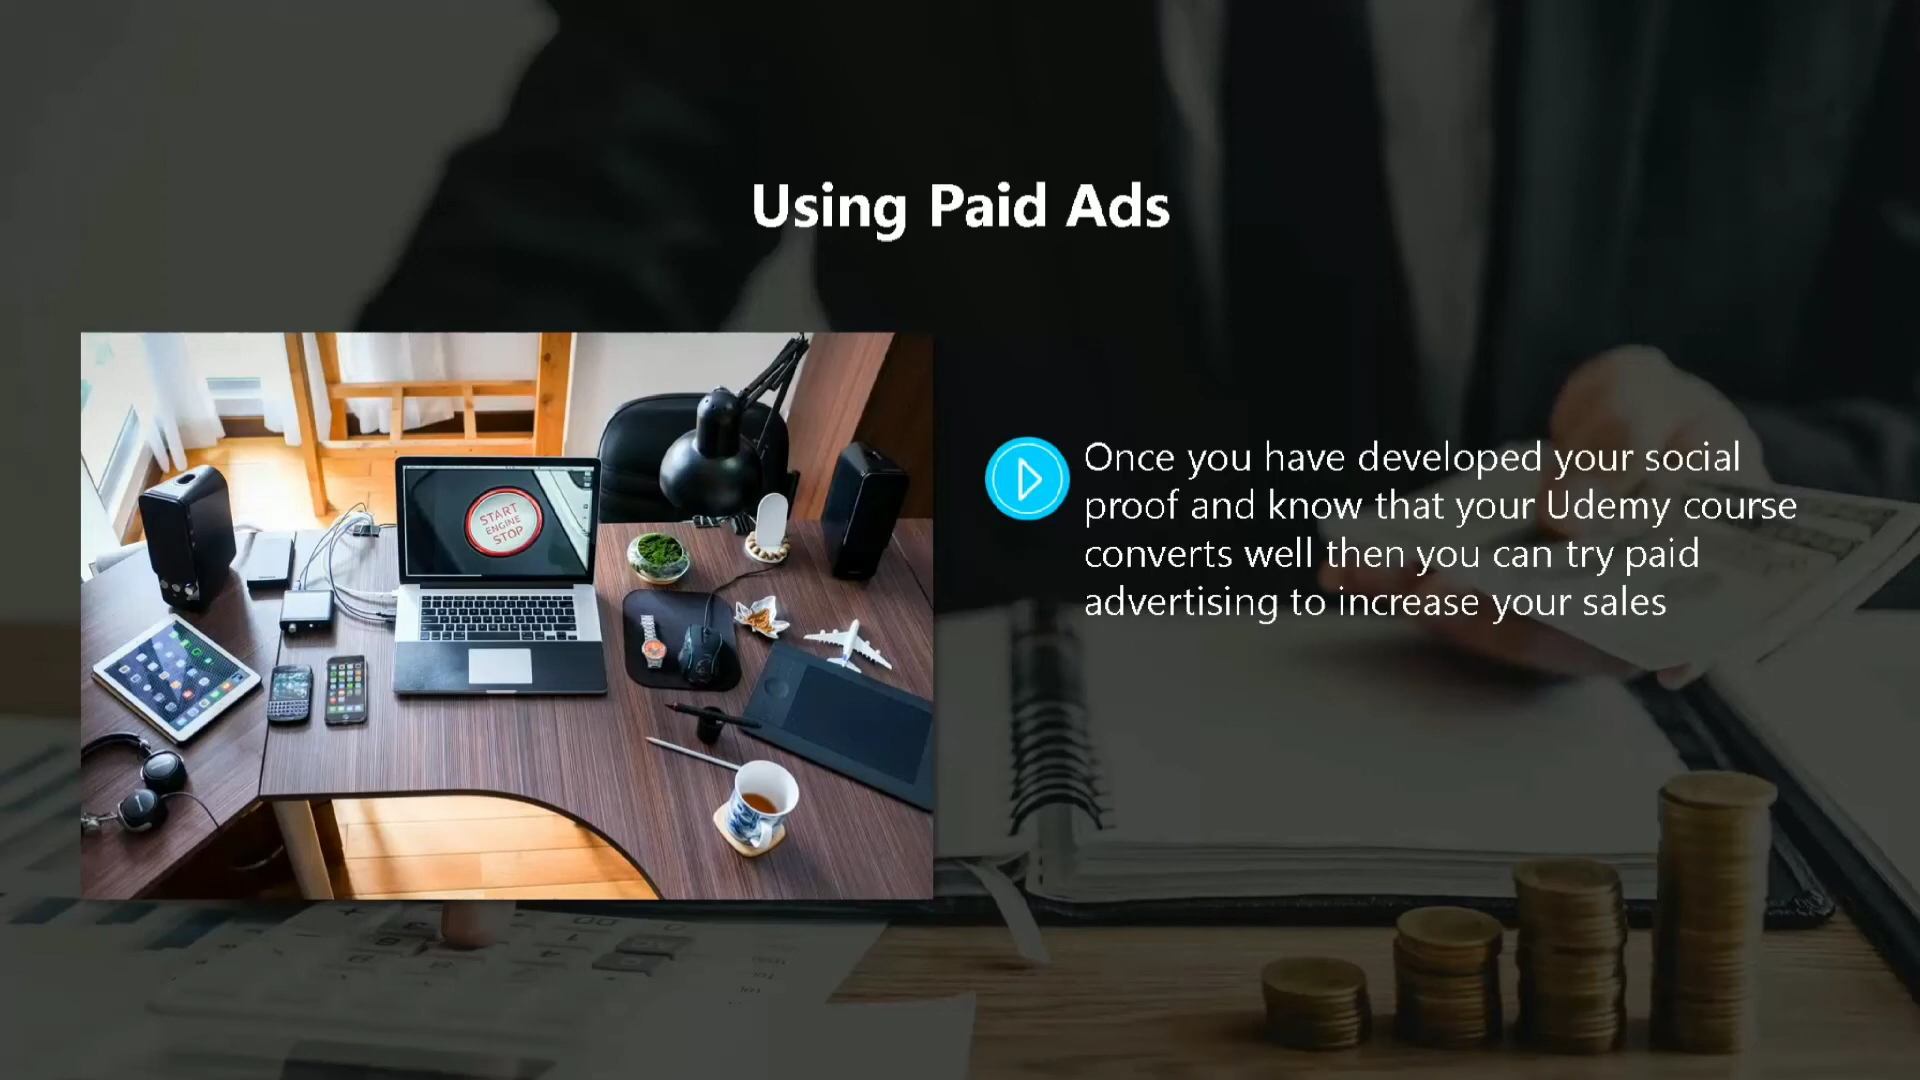 Using Paid Ads
START
ENGINE
STOP
Once you have developed your social
proof and know that your Udemy course
converts well then you can try paid
advertising to increase your sales